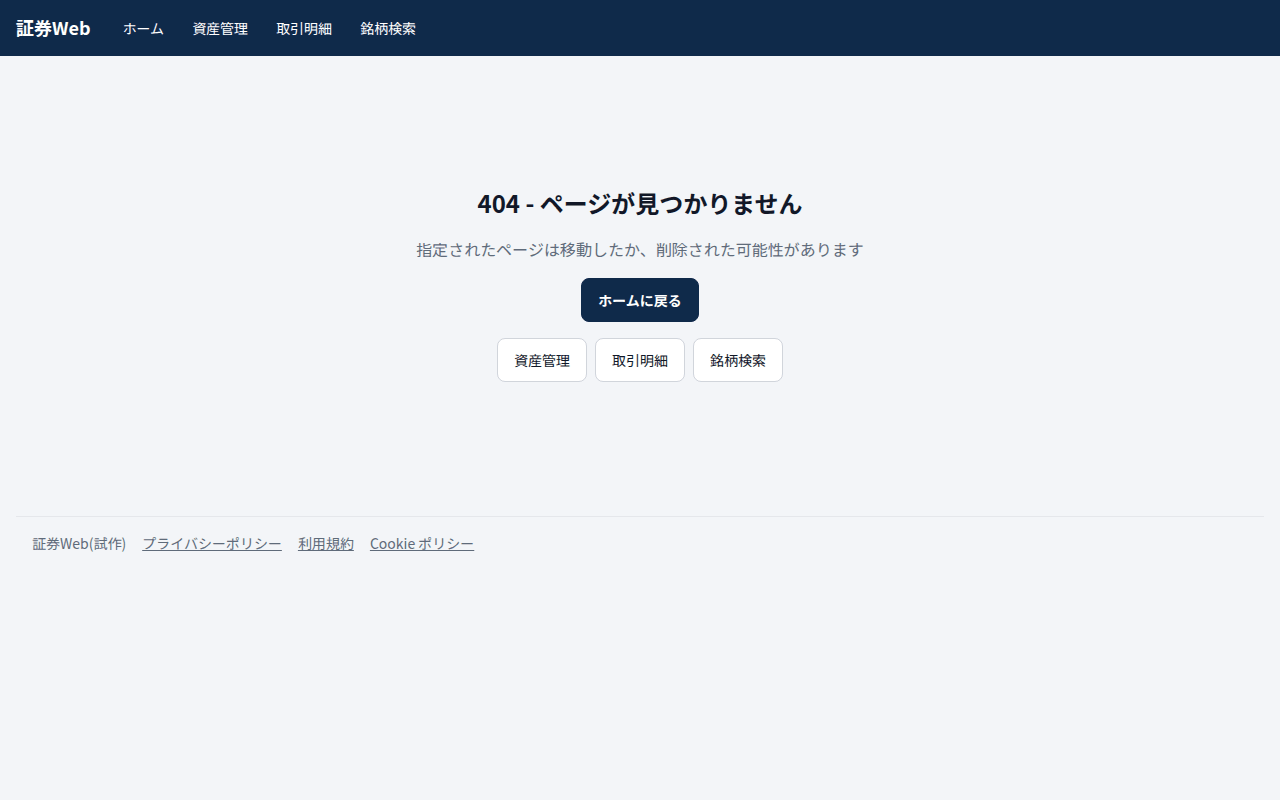 証券Web ホーム 資産管理 取引明細 銘柄検索
404 - ページが見つかりません
指定されたページは移動したか、削除された可能性があります
ホームに戻る
資産管理 取引明細 銘柄検索
証券Web(試作) プライバシーポリシー 利用規約 Cookie ポリシー